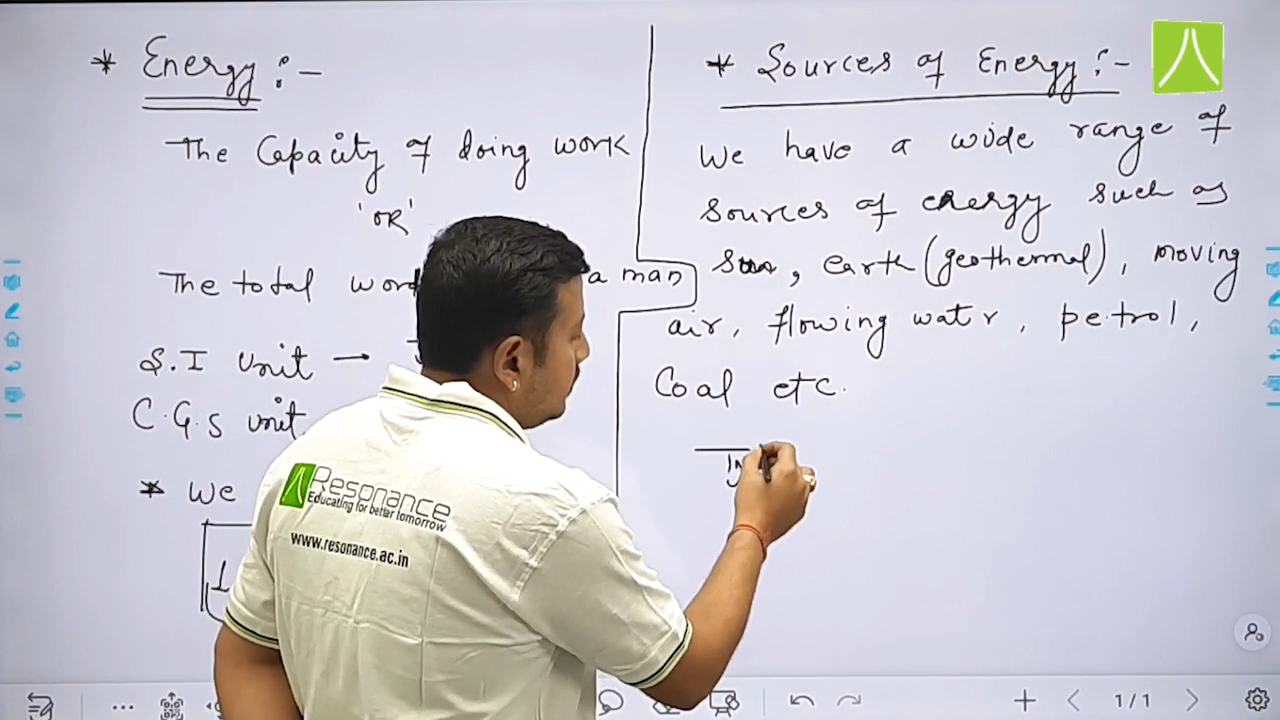 * Energy :-
The Capacity of doing work
'OR'
The total a man
S.I unit →
C.G.S unit
* We
* Sources of Energy :-
We have a wide range of
sources of energy such as
sun, earth (geothermal), moving
air, flowing water, petrol,
Coal etc.
Resonance
Educating for better tomorrow
www.resonance.ac.in
1/1